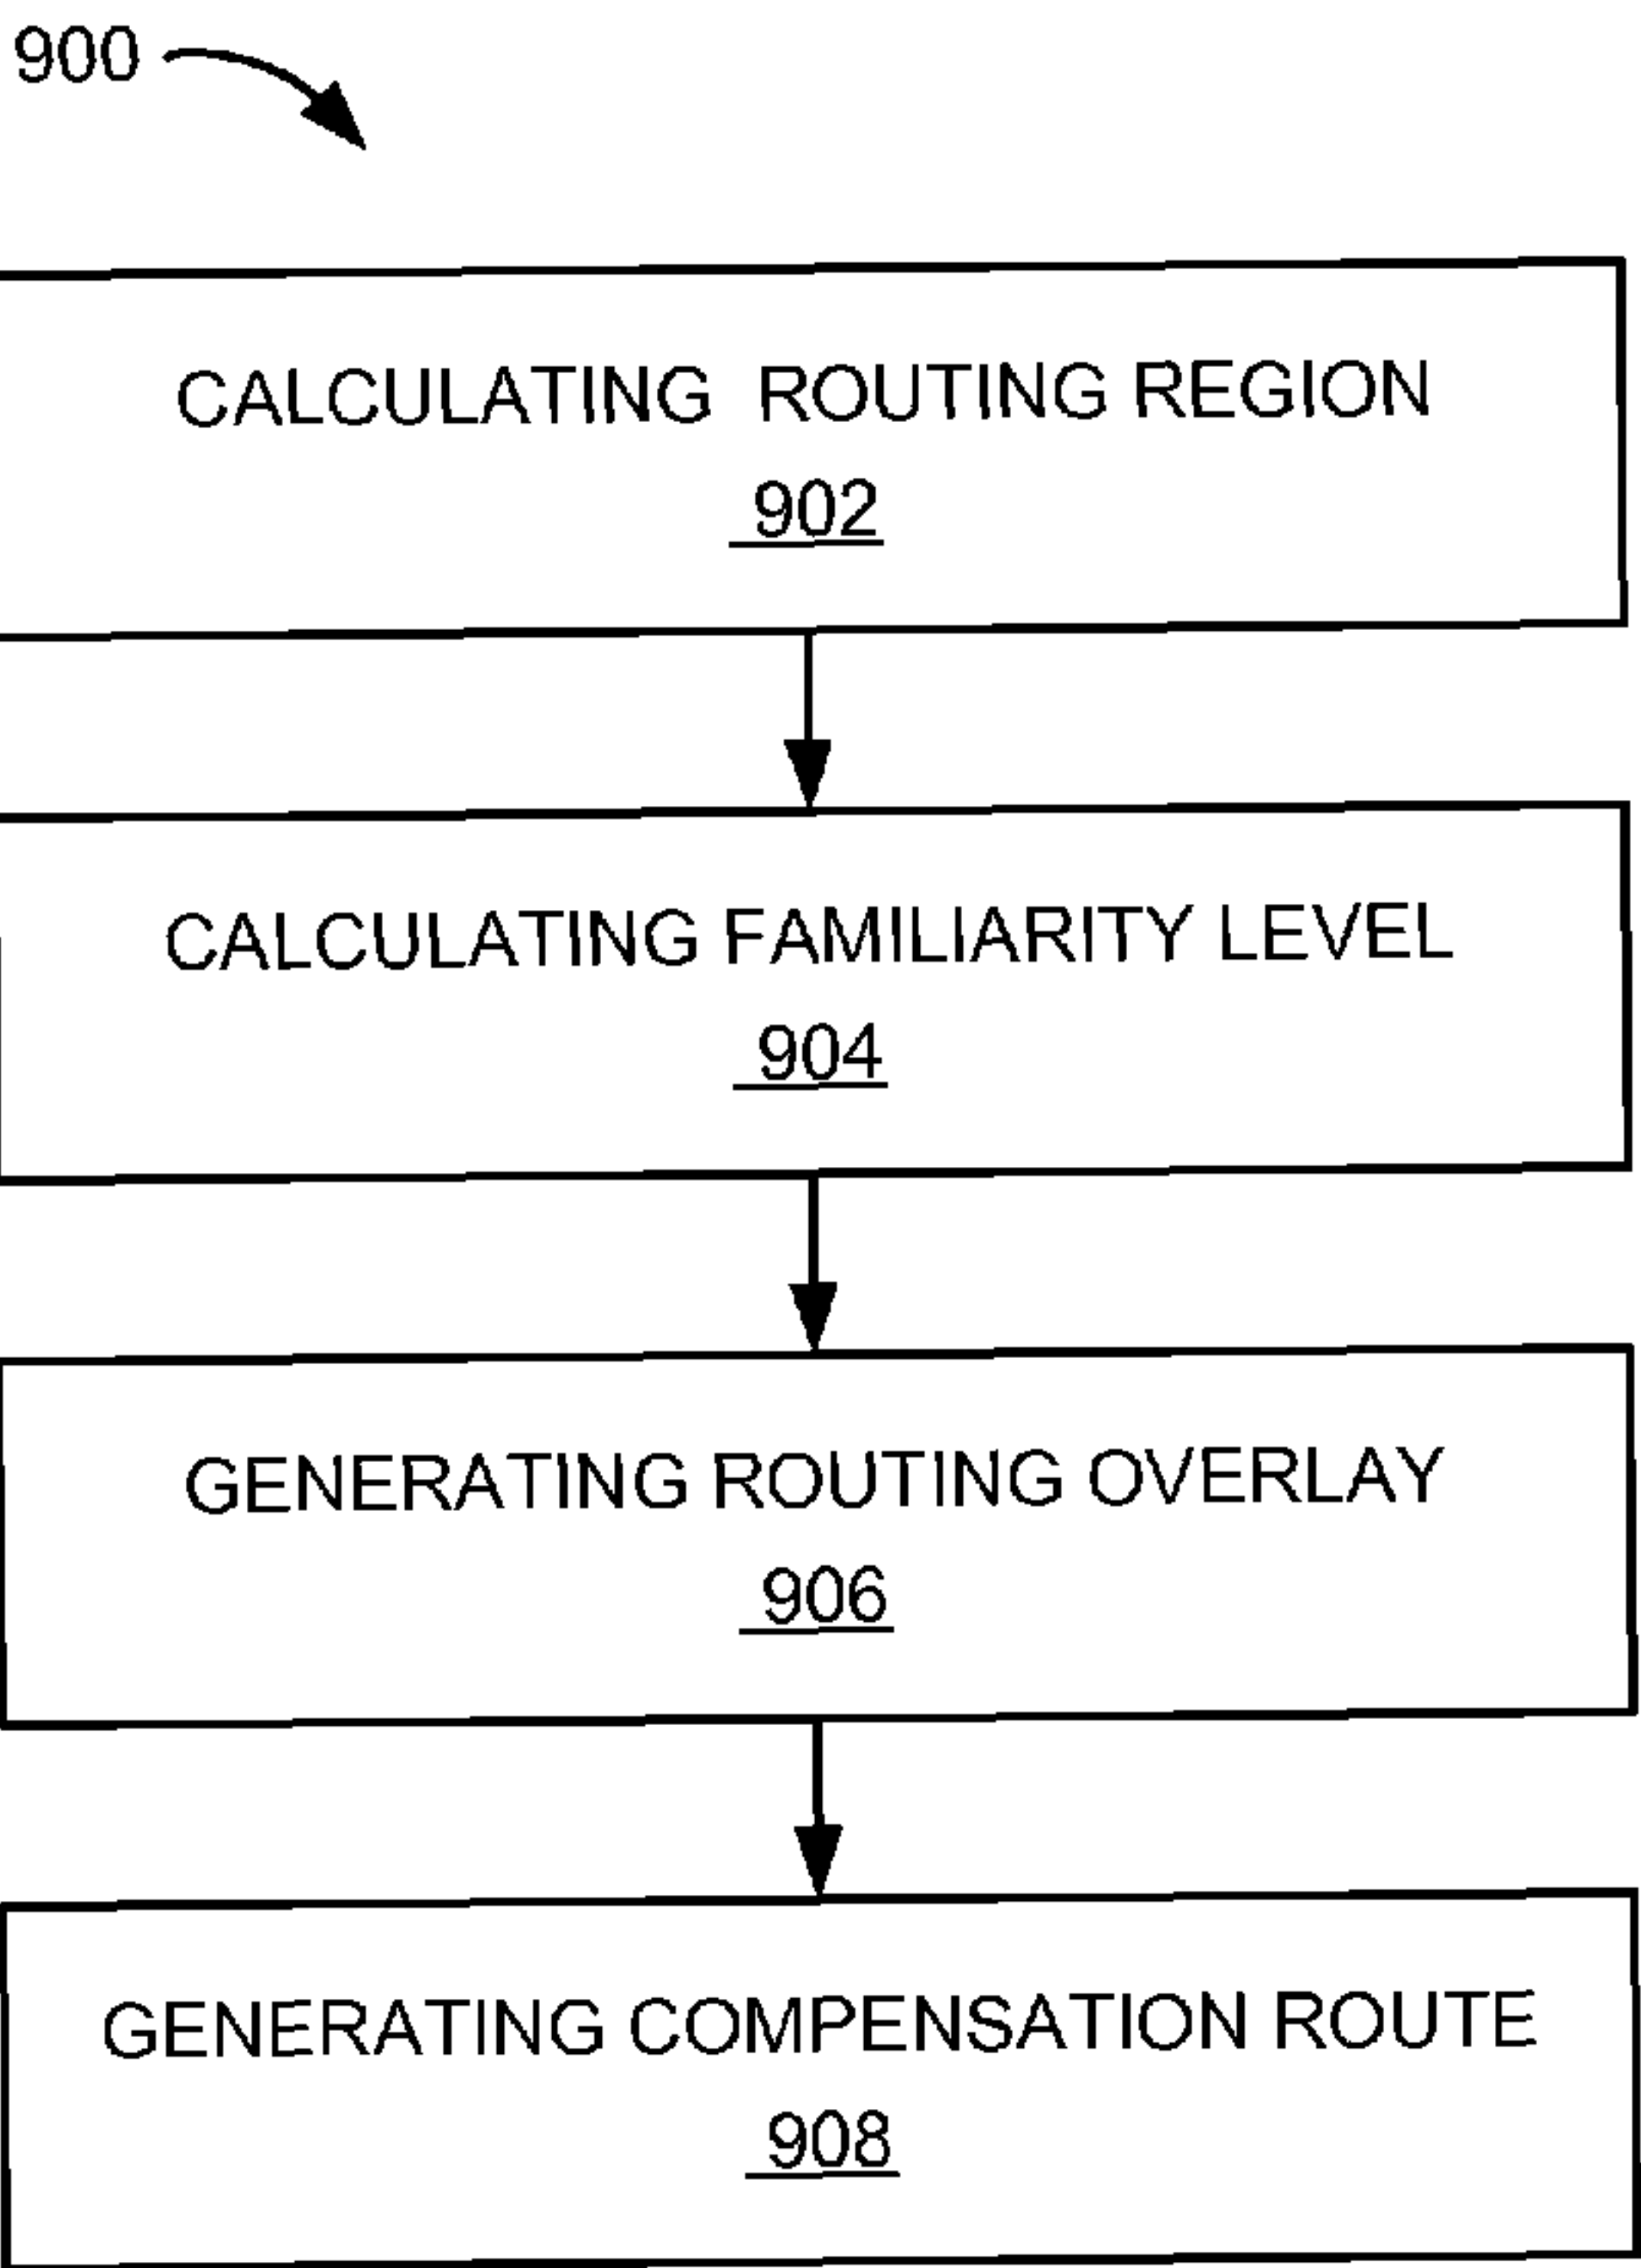 900
CALCULATING ROUTING REGION
902
CALCULATING FAMILIARITY LEVEL
904
GENERATING ROUTING OVERLAY
906
GENERATING COMPENSATION ROUTE
908